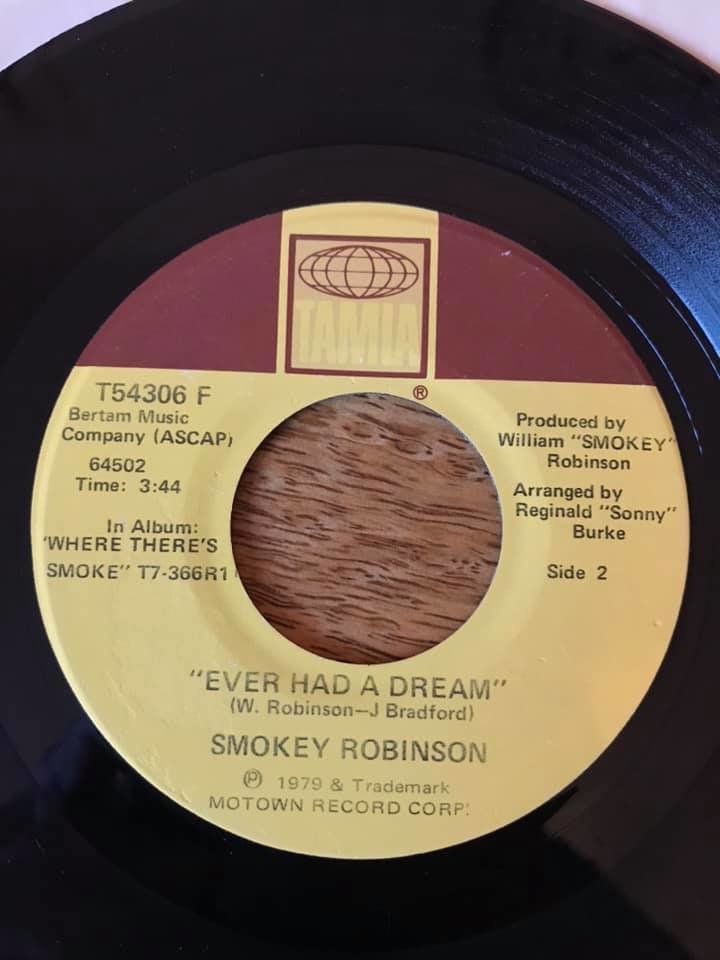 TAMLA
®
T54306 F
Bertam Music
Company (ASCAP)
64502
Time: 3:44
In Album:
"WHERE THERE'S
SMOKE" T7-366R1
Produced by
William "SMOKEY"
Robinson
Arranged by
Reginald "Sonny"
Burke
Side 2
"EVER HAD A DREAM"
(W. Robinson—J Bradford)
SMOKEY ROBINSON
℗ 1979 & Trademark
MOTOWN RECORD CORP.